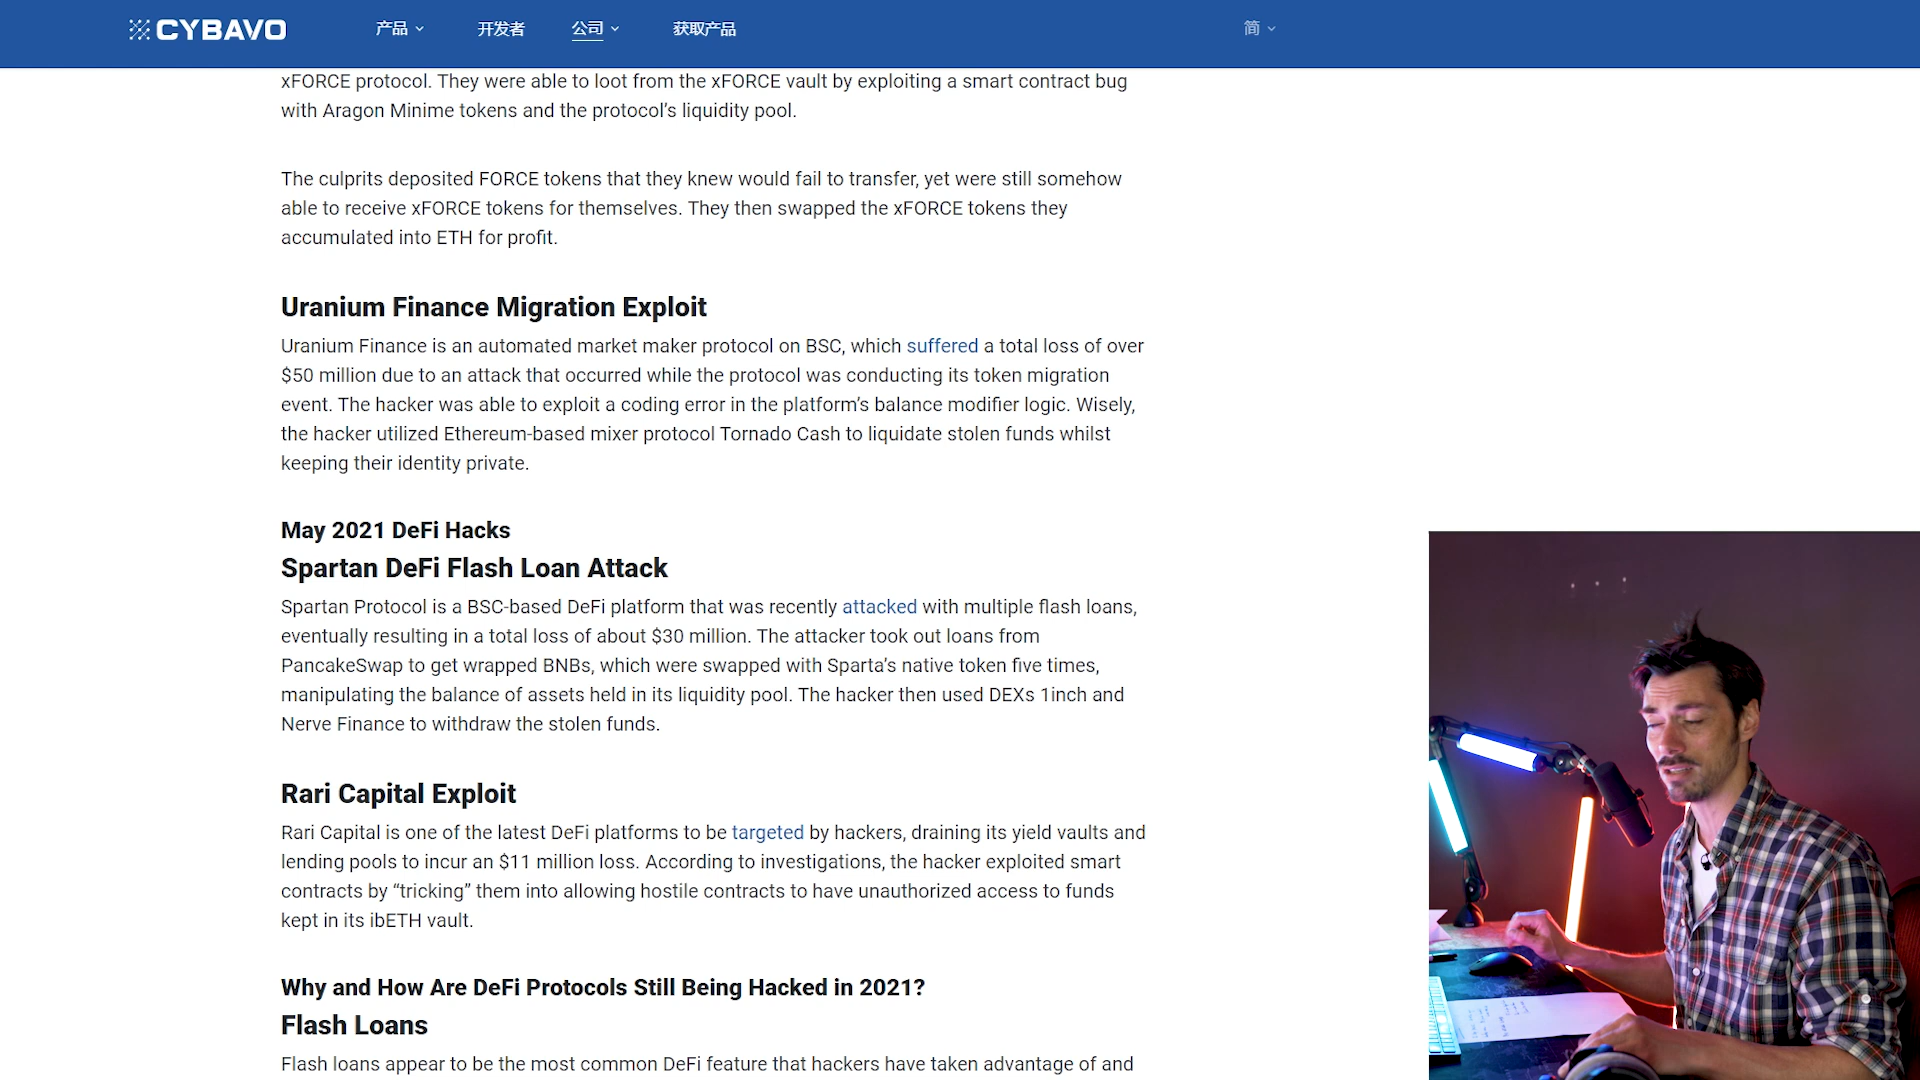 CYBAVO
产品
开发者
公司
获取产品
简
xFORCE protocol. They were able to loot from the xFORCE vault by exploiting a smart contract bug
with Aragon Minime tokens and the protocol’s liquidity pool.
The culprits deposited FORCE tokens that they knew would fail to transfer, yet were still somehow
able to receive xFORCE tokens for themselves. They then swapped the xFORCE tokens they
accumulated into ETH for profit.
Uranium Finance Migration Exploit
Uranium Finance is an automated market maker protocol on BSC, which suffered a total loss of over
$50 million due to an attack that occurred while the protocol was conducting its token migration
event. The hacker was able to exploit a coding error in the platform’s balance modifier logic. Wisely,
the hacker utilized Ethereum-based mixer protocol Tornado Cash to liquidate stolen funds whilst
keeping their identity private.
May 2021 DeFi Hacks
Spartan DeFi Flash Loan Attack
Spartan Protocol is a BSC-based DeFi platform that was recently attacked with multiple flash loans,
eventually resulting in a total loss of about $30 million. The attacker took out loans from
PancakeSwap to get wrapped BNBs, which were swapped with Sparta’s native token five times,
manipulating the balance of assets held in its liquidity pool. The hacker then used DEXs 1inch and
Nerve Finance to withdraw the stolen funds.
Rari Capital Exploit
Rari Capital is one of the latest DeFi platforms to be targeted by hackers, draining its yield vaults and
lending pools to incur an $11 million loss. According to investigations, the hacker exploited smart
contracts by “tricking” them into allowing hostile contracts to have unauthorized access to funds
kept in its ibETH vault.
Why and How Are DeFi Protocols Still Being Hacked in 2021?
Flash Loans
Flash loans appear to be the most common DeFi feature that hackers have taken advantage of and